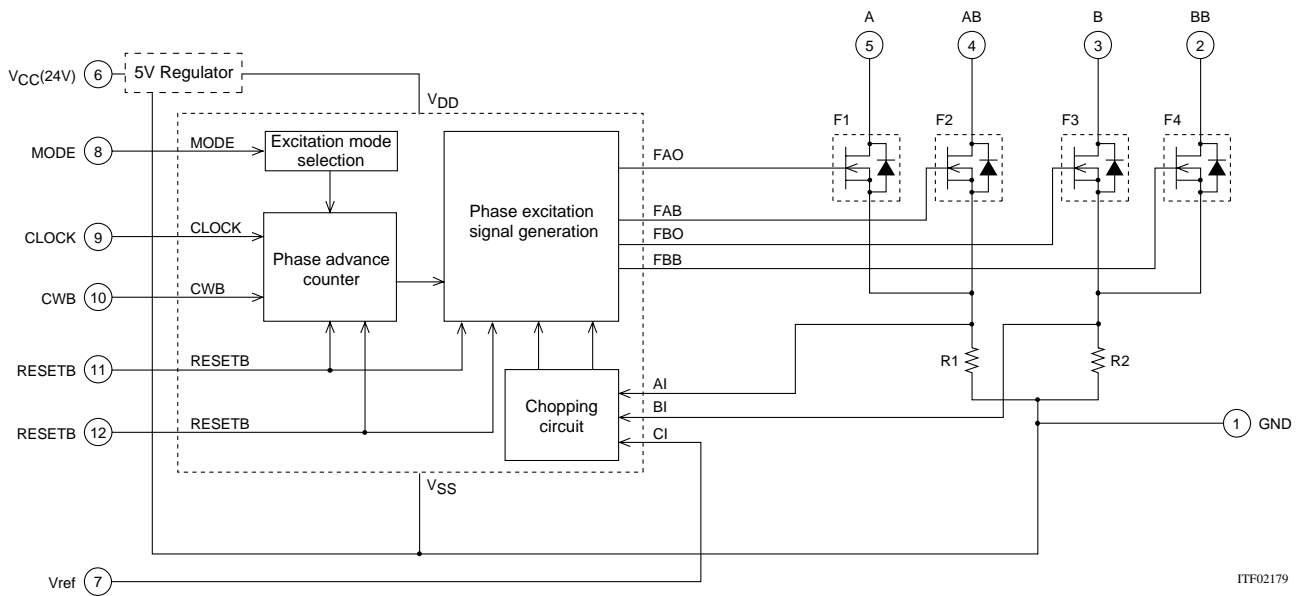 A AB B BB
5 4 3 2
VCC(24V) 6 5V Regulator
VDD
F1 F2 F3 F4
MODE 8 MODE Excitation mode
selection
FAO
Phase excitation
signal generation
FAB
CLOCK 9 CLOCK
FBO
Phase advance
counter
FBB
CWB 10 CWB
RESETB 11 RESETB
R1 R2
AI
Chopping
circuit
BI
1 GND
RESETB 12 RESETB
CI
VSS
Vref 7
ITF02179